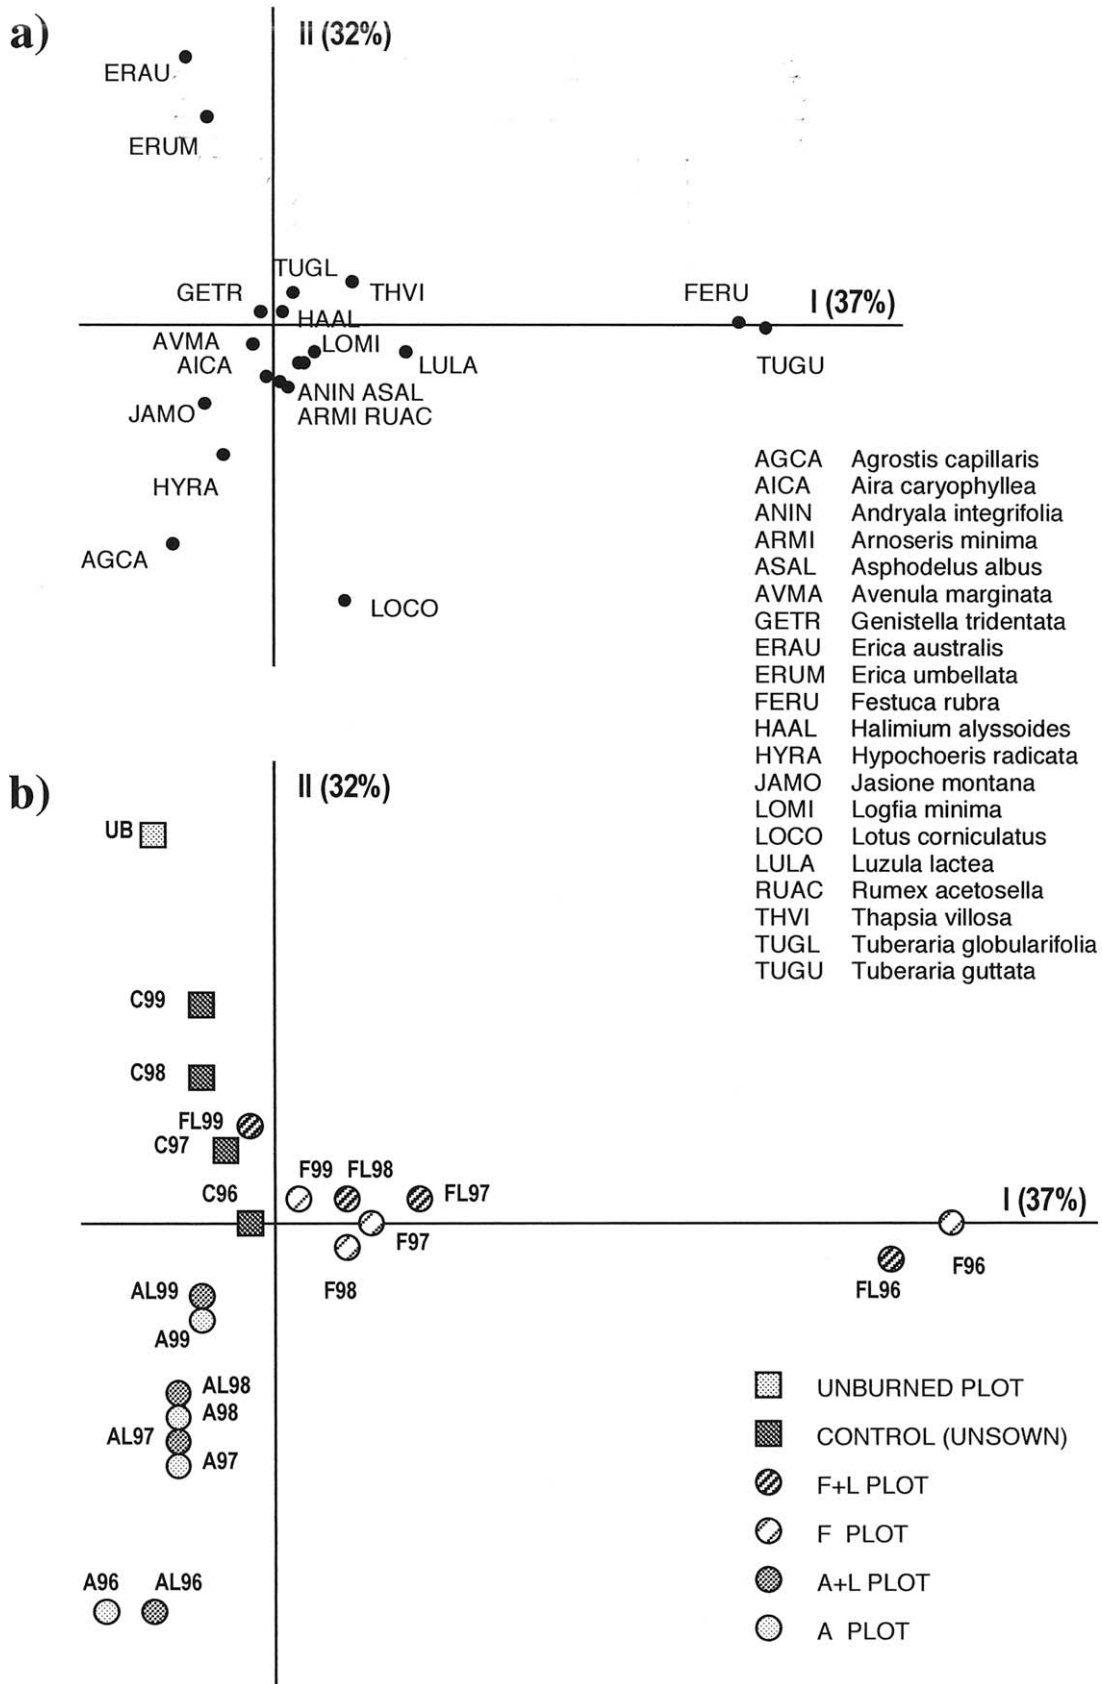 a)
II (32%)
ERAU
ERUM
TUGL
GETR
THVI
FERU
I (37%)
HAAL
AVMA
LOMI
AICA
LULA
TUGU
ANIN ASAL
JAMO
ARMI RUAC
HYRA
AGCA
LOCO
AGCA Agrostis capillaris
AICA Aira caryophyllea
ANIN Andryala integrifolia
ARMI Arnoseris minima
ASAL Asphodelus albus
AVMA Avenula marginata
GETR Genistella tridentata
ERAU Erica australis
ERUM Erica umbellata
FERU Festuca rubra
HAAL Halimium alyssoides
HYRA Hypochoeris radicata
JAMO Jasione montana
LOMI Logfia minima
LOCO Lotus corniculatus
LULA Luzula lactea
RUAC Rumex acetosella
THVI Thapsia villosa
TUGL Tuberaria globularifolia
TUGU Tuberaria guttata
b)
II (32%)
UB
C99
C98
FL99
C97
F99 FL98
C96
FL97
I (37%)
F97
F96
F98
FL96
AL99
A99
AL98
A98
AL97
A97
A96 AL96
UNBURNED PLOT
CONTROL (UNSOWN)
F+L PLOT
F PLOT
A+L PLOT
A PLOT